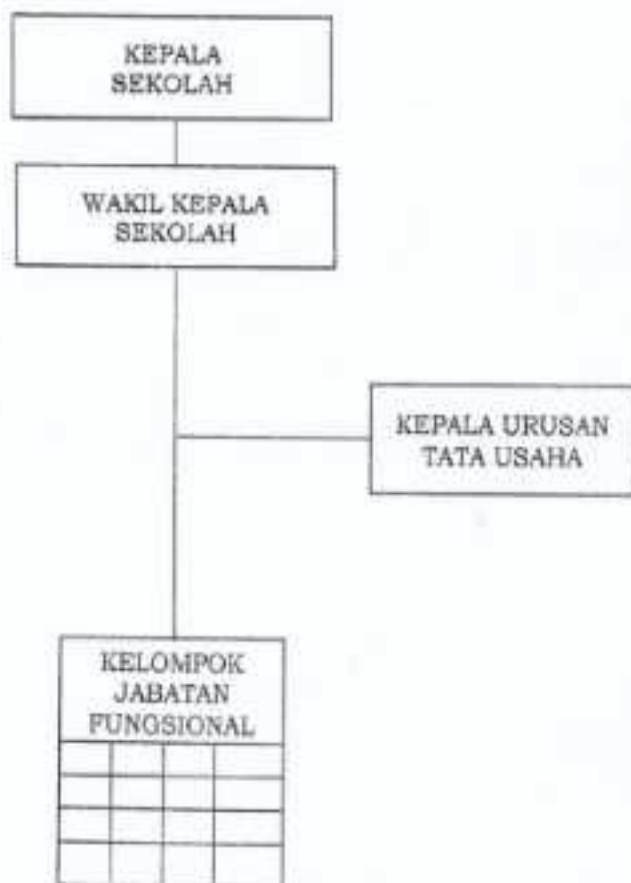 KEPALA
SEKOLAH
WAKIL KEPALA
SEKOLAH
KEPALA URUSAN
TATA USAHA
KELOMPOK
JABATAN
FUNGSIONAL